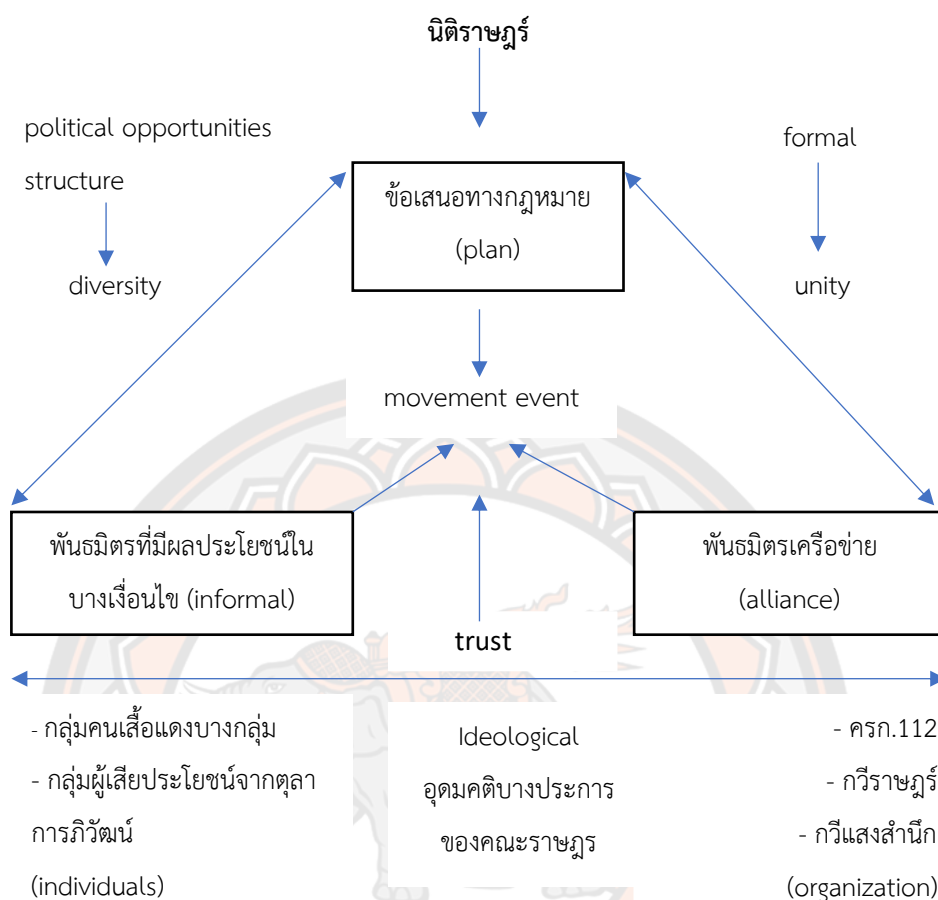 นิติราษฎร์
political opportunities
structure
diversity
formal
unity
ข้อเสนอทางกฎหมาย
(plan)
movement event
พันธมิตรที่มีผลประโยชน์ใน
บางเงื่อนไข (informal)
พันธมิตรเครือข่าย
(alliance)
trust
- กลุ่มคนเสื้อแดงบางกลุ่ม
- กลุ่มผู้เสียประโยชน์จากตุลา
การภิวัฒน์
(individuals)
Ideological
อุดมคติบางประการ
ของคณะราษฎร
- ครก.112
- กวีราษฎร์
- กวีแสงสำนึก
(organization)